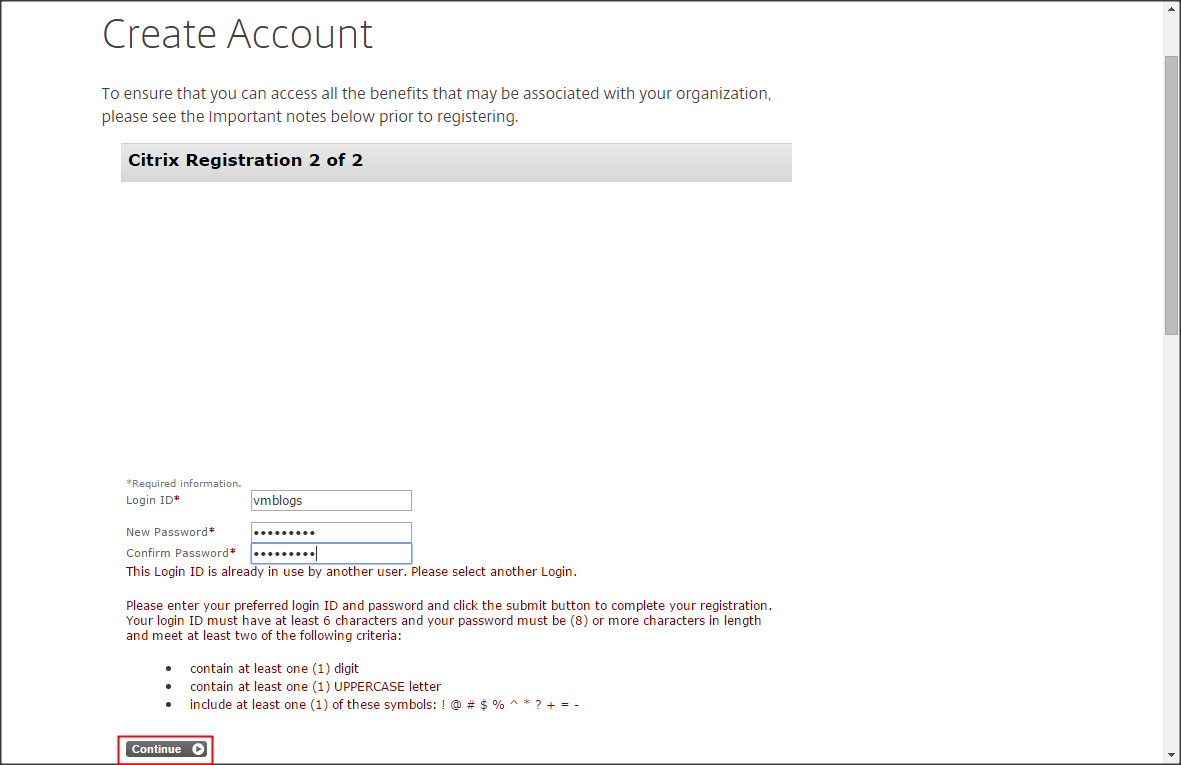 Create Account
To ensure that you can access all the benefits that may be associated with your organization,
please see the Important notes below prior to registering.
Citrix Registration 2 of 2
*Required information.
Login ID* vmblogs
New Password* •••••••••
Confirm Password* •••••••••
This Login ID is already in use by another user. Please select another Login.
Please enter your preferred login ID and password and click the submit button to complete your registration.
Your login ID must have at least 6 characters and your password must be (8) or more characters in length
and meet at least two of the following criteria:
• contain at least one (1) digit
• contain at least one (1) UPPERCASE letter
• include at least one (1) of these symbols: ! @ # $ % ^ * ? + = -
Continue